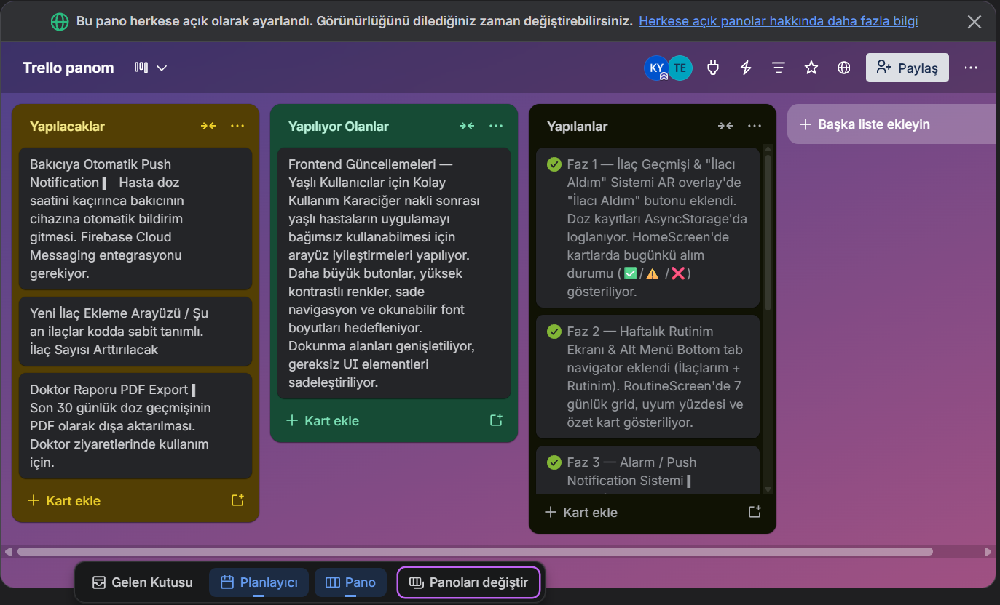 Bu pano herkese açık olarak ayarlandı. Görünürlüğünü dilediğiniz zaman değiştirebilirsiniz. Herkese açık panolar hakkında daha fazla bilgi
Trello panom
KY
TE
Paylaş
Yapılacaklar
Bakıcıya Otomatik Push
Notification ▍ Hasta doz
saatini kaçırınca bakıcının
cihazına otomatik bildirim
gitmesi. Firebase Cloud
Messaging entegrasyonu
gerekiyor.
Yeni İlaç Ekleme Arayüzü / Şu
an ilaçlar kodda sabit tanımlı.
İlaç Sayısı Arttırılacak
Doktor Raporu PDF Export ▍
Son 30 günlük doz geçmişinin
PDF olarak dışa aktarılması.
Doktor ziyaretlerinde kullanım
için.
+ Kart ekle
Yapılıyor Olanlar
Frontend Güncellemeleri —
Yaşlı Kullanıcılar için Kolay
Kullanım Karaciğer nakli sonrası
yaşlı hastaların uygulamayı
bağımsız kullanabilmesi için
arayüz iyileştirmeleri yapılıyor.
Daha büyük butonlar, yüksek
kontrastlı renkler, sade
navigasyon ve okunabilir font
boyutları hedefleniyor.
Dokunma alanları genişletiliyor,
gereksiz UI elementleri
sadeleştiriliyor.
+ Kart ekle
Yapılanlar
Faz 1 — İlaç Geçmişi & "İlacı
Aldım" Sistemi AR overlay'de
"İlacı Aldım" butonu eklendi.
Doz kayıtları AsyncStorage'da
loglanıyor. HomeScreen'de
kartlarda bugünkü alım
durumu (✅/⚠️/❌)
gösteriliyor.
Faz 2 — Haftalık Rutinim
Ekranı & Alt Menü Bottom tab
navigator eklendi (İlaçlarım +
Rutinim). RoutineScreen'de 7
günlük grid, uyum yüzdesi ve
özet kart gösteriliyor.
Faz 3 — Alarm / Push
Notification Sistemi ▍
+ Kart ekle
+ Başka liste ekleyin
Gelen Kutusu
Planlayıcı
Pano
Panoları değiştir